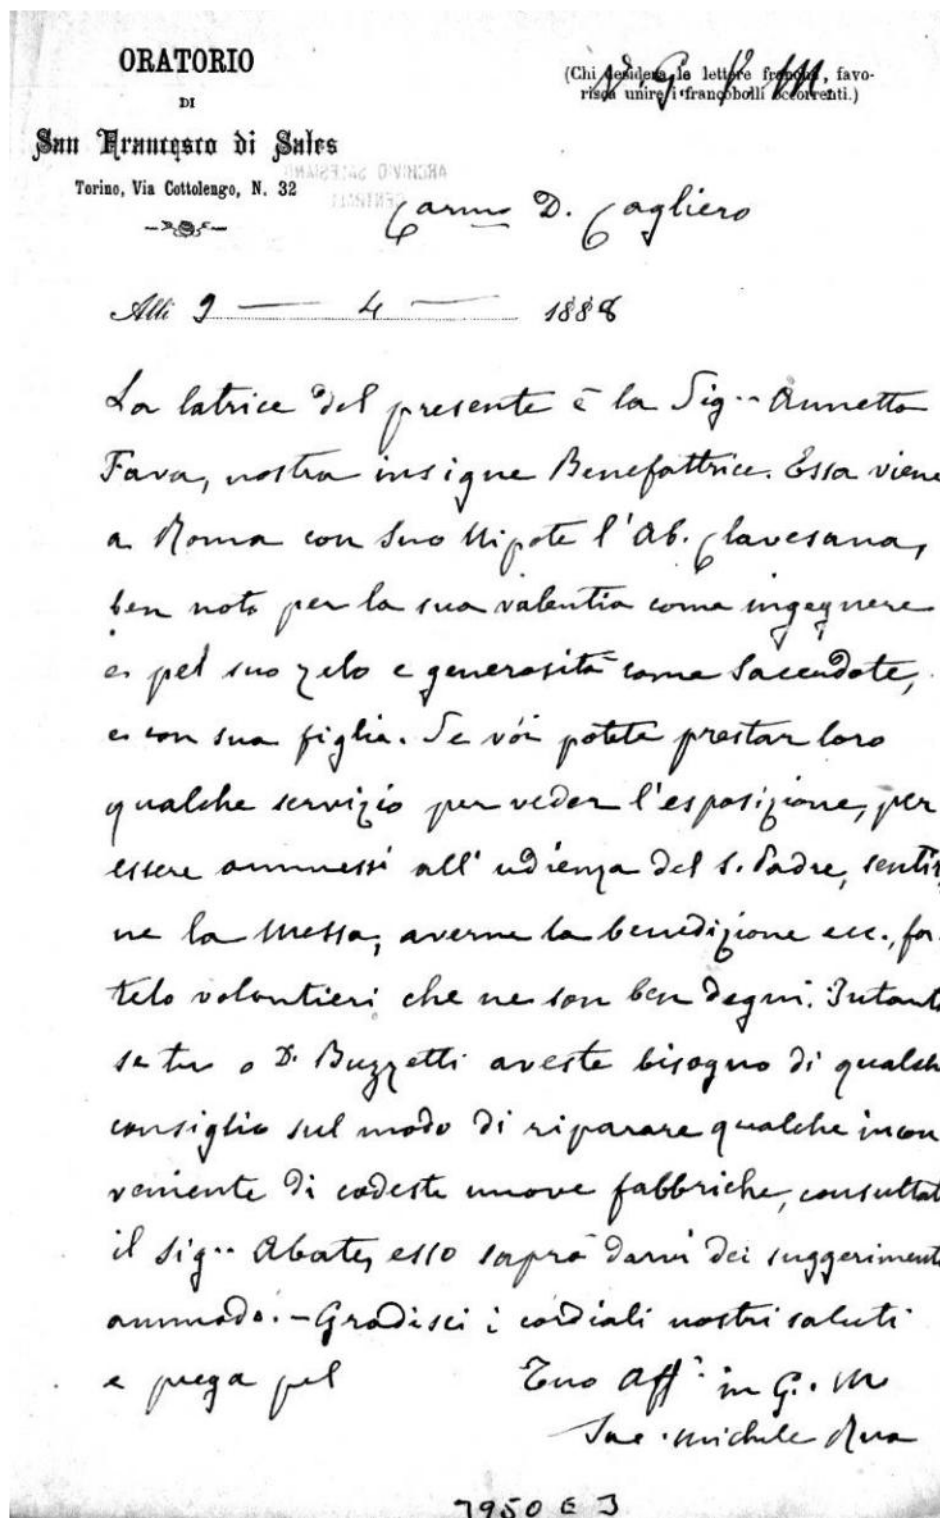 ORATORIO
DI
San Francesco di Sales
Torino, Via Cottolengo, N. 32
(Chi desidera le lettere franche, favo-
risca unire i francobolli occorrenti.)
V. G. V. M.
ARCHIVIO SALESIANO
CENTRALE
Carmo D. Cagliero
Alli 9 — 4 — 1888
La latrice del presente è la Sig.. Annetta
Fava, nostra insigne Benefattrice. Essa viene
a Roma con suo Nipote l'Ab. Clavesana,
ben noto per la sua valentia come ingegnere
e pel suo zelo e generosità come Sacerdote,
e con sua figlia. Se voi potete prestar loro
qualche servizio per veder l'esposizione, per
essere ammessi all'udienza del S. Padre, sentir
ne la Messa, averne la benedizione ecc., fa-
telo volontieri che ne son ben degni. Intanto
se tu o D. Buzzetti aveste bisogno di qualche
consiglio sul modo di riparare qualche incon
veniente di codeste nuove fabbriche, consultate
il Sig.. Abate, esso saprà darvi dei suggerimenti
ammodo. - Gradisci i cordiali nostri saluti
e prega pel Tuo Aff. in G. M
Sac. Michele Rua
3950 E 3